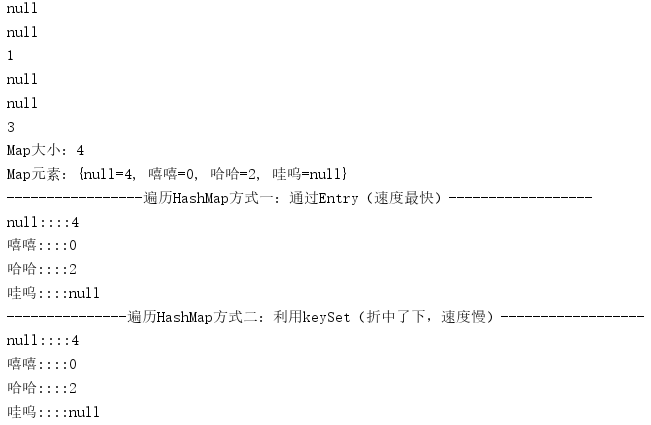 null
null
1
null
null
3
Map大小：4
Map元素：{null=4, 嘻嘻=0, 哈哈=2, 哇呜=null}
-----------------遍历HashMap方式一：通过Entry（速度最快）------------------
null::::4
嘻嘻::::0
哈哈::::2
哇呜::::null
---------------遍历HashMap方式二：利用keySet（折中了下，速度慢）------------------
null::::4
嘻嘻::::0
哈哈::::2
哇呜::::null